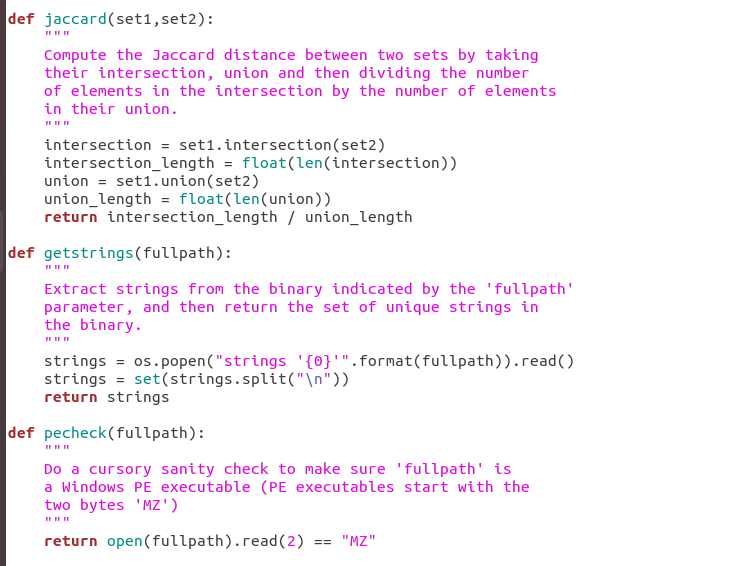 def jaccard(set1,set2):
    """
    Compute the Jaccard distance between two sets by taking
    their intersection, union and then dividing the number
    of elements in the intersection by the number of elements
    in their union.
    """
    intersection = set1.intersection(set2)
    intersection_length = float(len(intersection))
    union = set1.union(set2)
    union_length = float(len(union))
    return intersection_length / union_length

def getstrings(fullpath):
    """
    Extract strings from the binary indicated by the 'fullpath'
    parameter, and then return the set of unique strings in
    the binary.
    """
    strings = os.popen("strings '{0}'".format(fullpath)).read()
    strings = set(strings.split("\n"))
    return strings

def pecheck(fullpath):
    """
    Do a cursory sanity check to make sure 'fullpath' is
    a Windows PE executable (PE executables start with the
    two bytes 'MZ')
    """
    return open(fullpath).read(2) == "MZ"